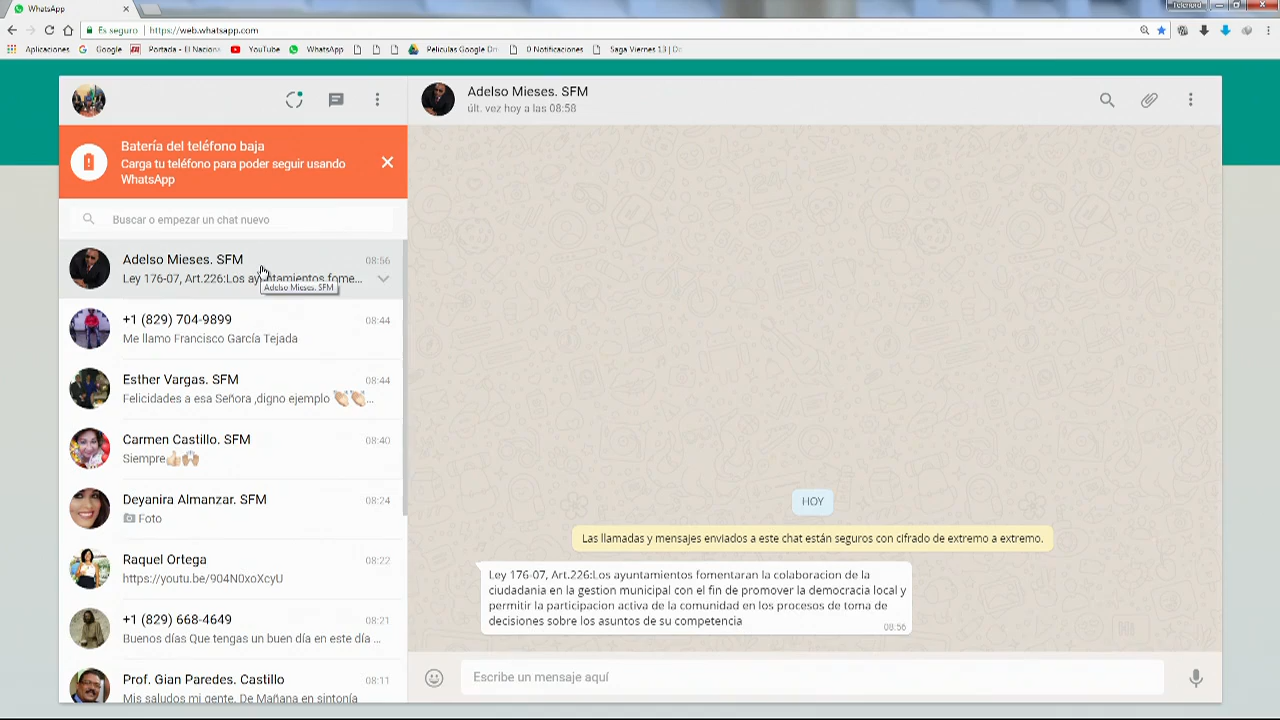 WhatsApp
Telenord
Es seguro | https://web.whatsapp.com
Aplicaciones Google Portada - El Naciona YouTube WhatsApp Peliculas Google Dri 0 Notificaciones Saga Viernes 13 | De
Adelso Mieses. SFM
últ. vez hoy a las 08:58
Batería del teléfono baja
Carga tu teléfono para poder seguir usando
WhatsApp
Buscar o empezar un chat nuevo
Adelso Mieses. SFM 08:56
Ley 176-07, Art.226:Los ayuntamientos fome...
Adelso Mieses. SFM
+1 (829) 704-9899 08:44
Me llamo Francisco García Tejada
Esther Vargas. SFM 08:44
Felicidades a esa Señora ,digno ejemplo 👏🏻👏🏻...
Carmen Castillo. SFM 08:40
Siempre👍🏻🙌🏼
Deyanira Almanzar. SFM 08:24
Foto
Raquel Ortega 08:22
https://youtu.be/904N0xoXcyU
+1 (829) 668-4649 08:21
Buenos días Que tengas un buen día en este día ...
Prof. Gian Paredes. Castillo 08:11
Mis saludos mi gente. De Mañana en sintonía
HOY
Las llamadas y mensajes enviados a este chat están seguros con cifrado de extremo a extremo.
Ley 176-07, Art.226:Los ayuntamientos fomentaran la colaboracion de la
ciudadania en la gestion municipal con el fin de promover la democracia local y
permitir la participacion activa de la comunidad en los procesos de toma de
decisiones sobre los asuntos de su competencia
08:56
Escribe un mensaje aquí